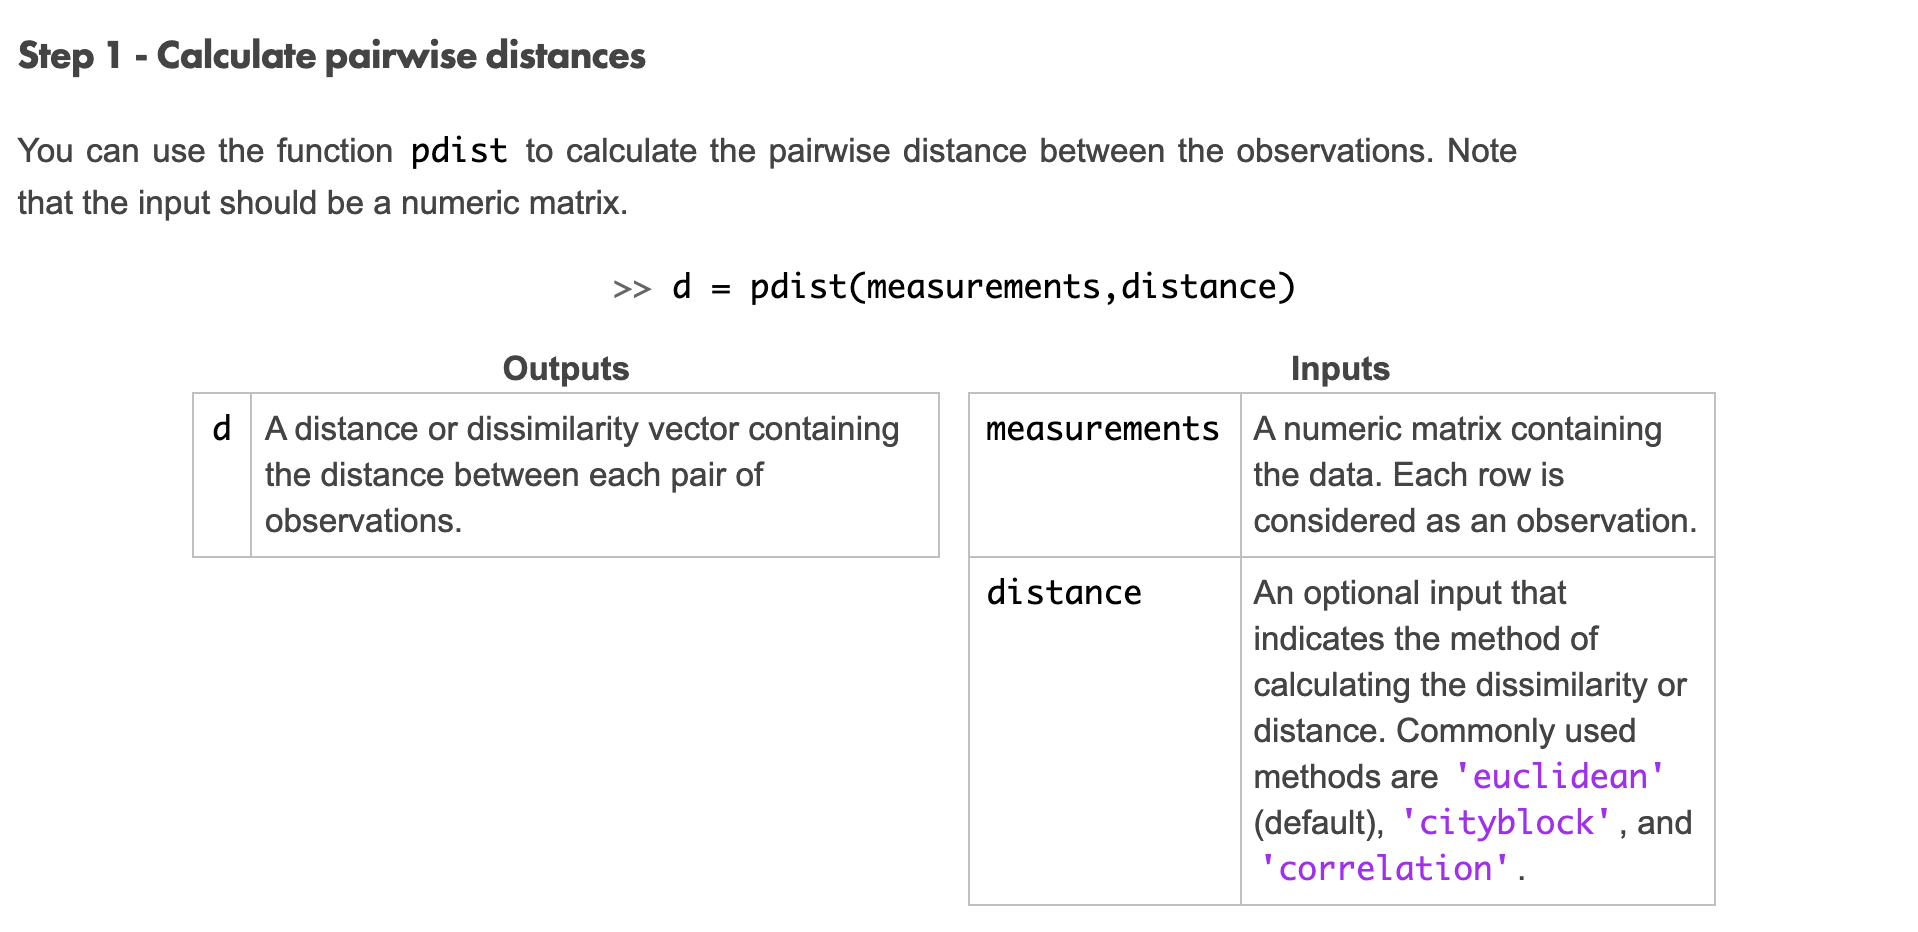 Step 1 - Calculate pairwise distances
You can use the function pdist to calculate the pairwise distance between the observations. Note
that the input should be a numeric matrix.
>> d = pdist(measurements,distance)
Outputs
d A distance or dissimilarity vector containing
the distance between each pair of
observations.
Inputs
measurements A numeric matrix containing
the data. Each row is
considered as an observation.
distance An optional input that
indicates the method of
calculating the dissimilarity or
distance. Commonly used
methods are 'euclidean'
(default), 'cityblock', and
'correlation'.